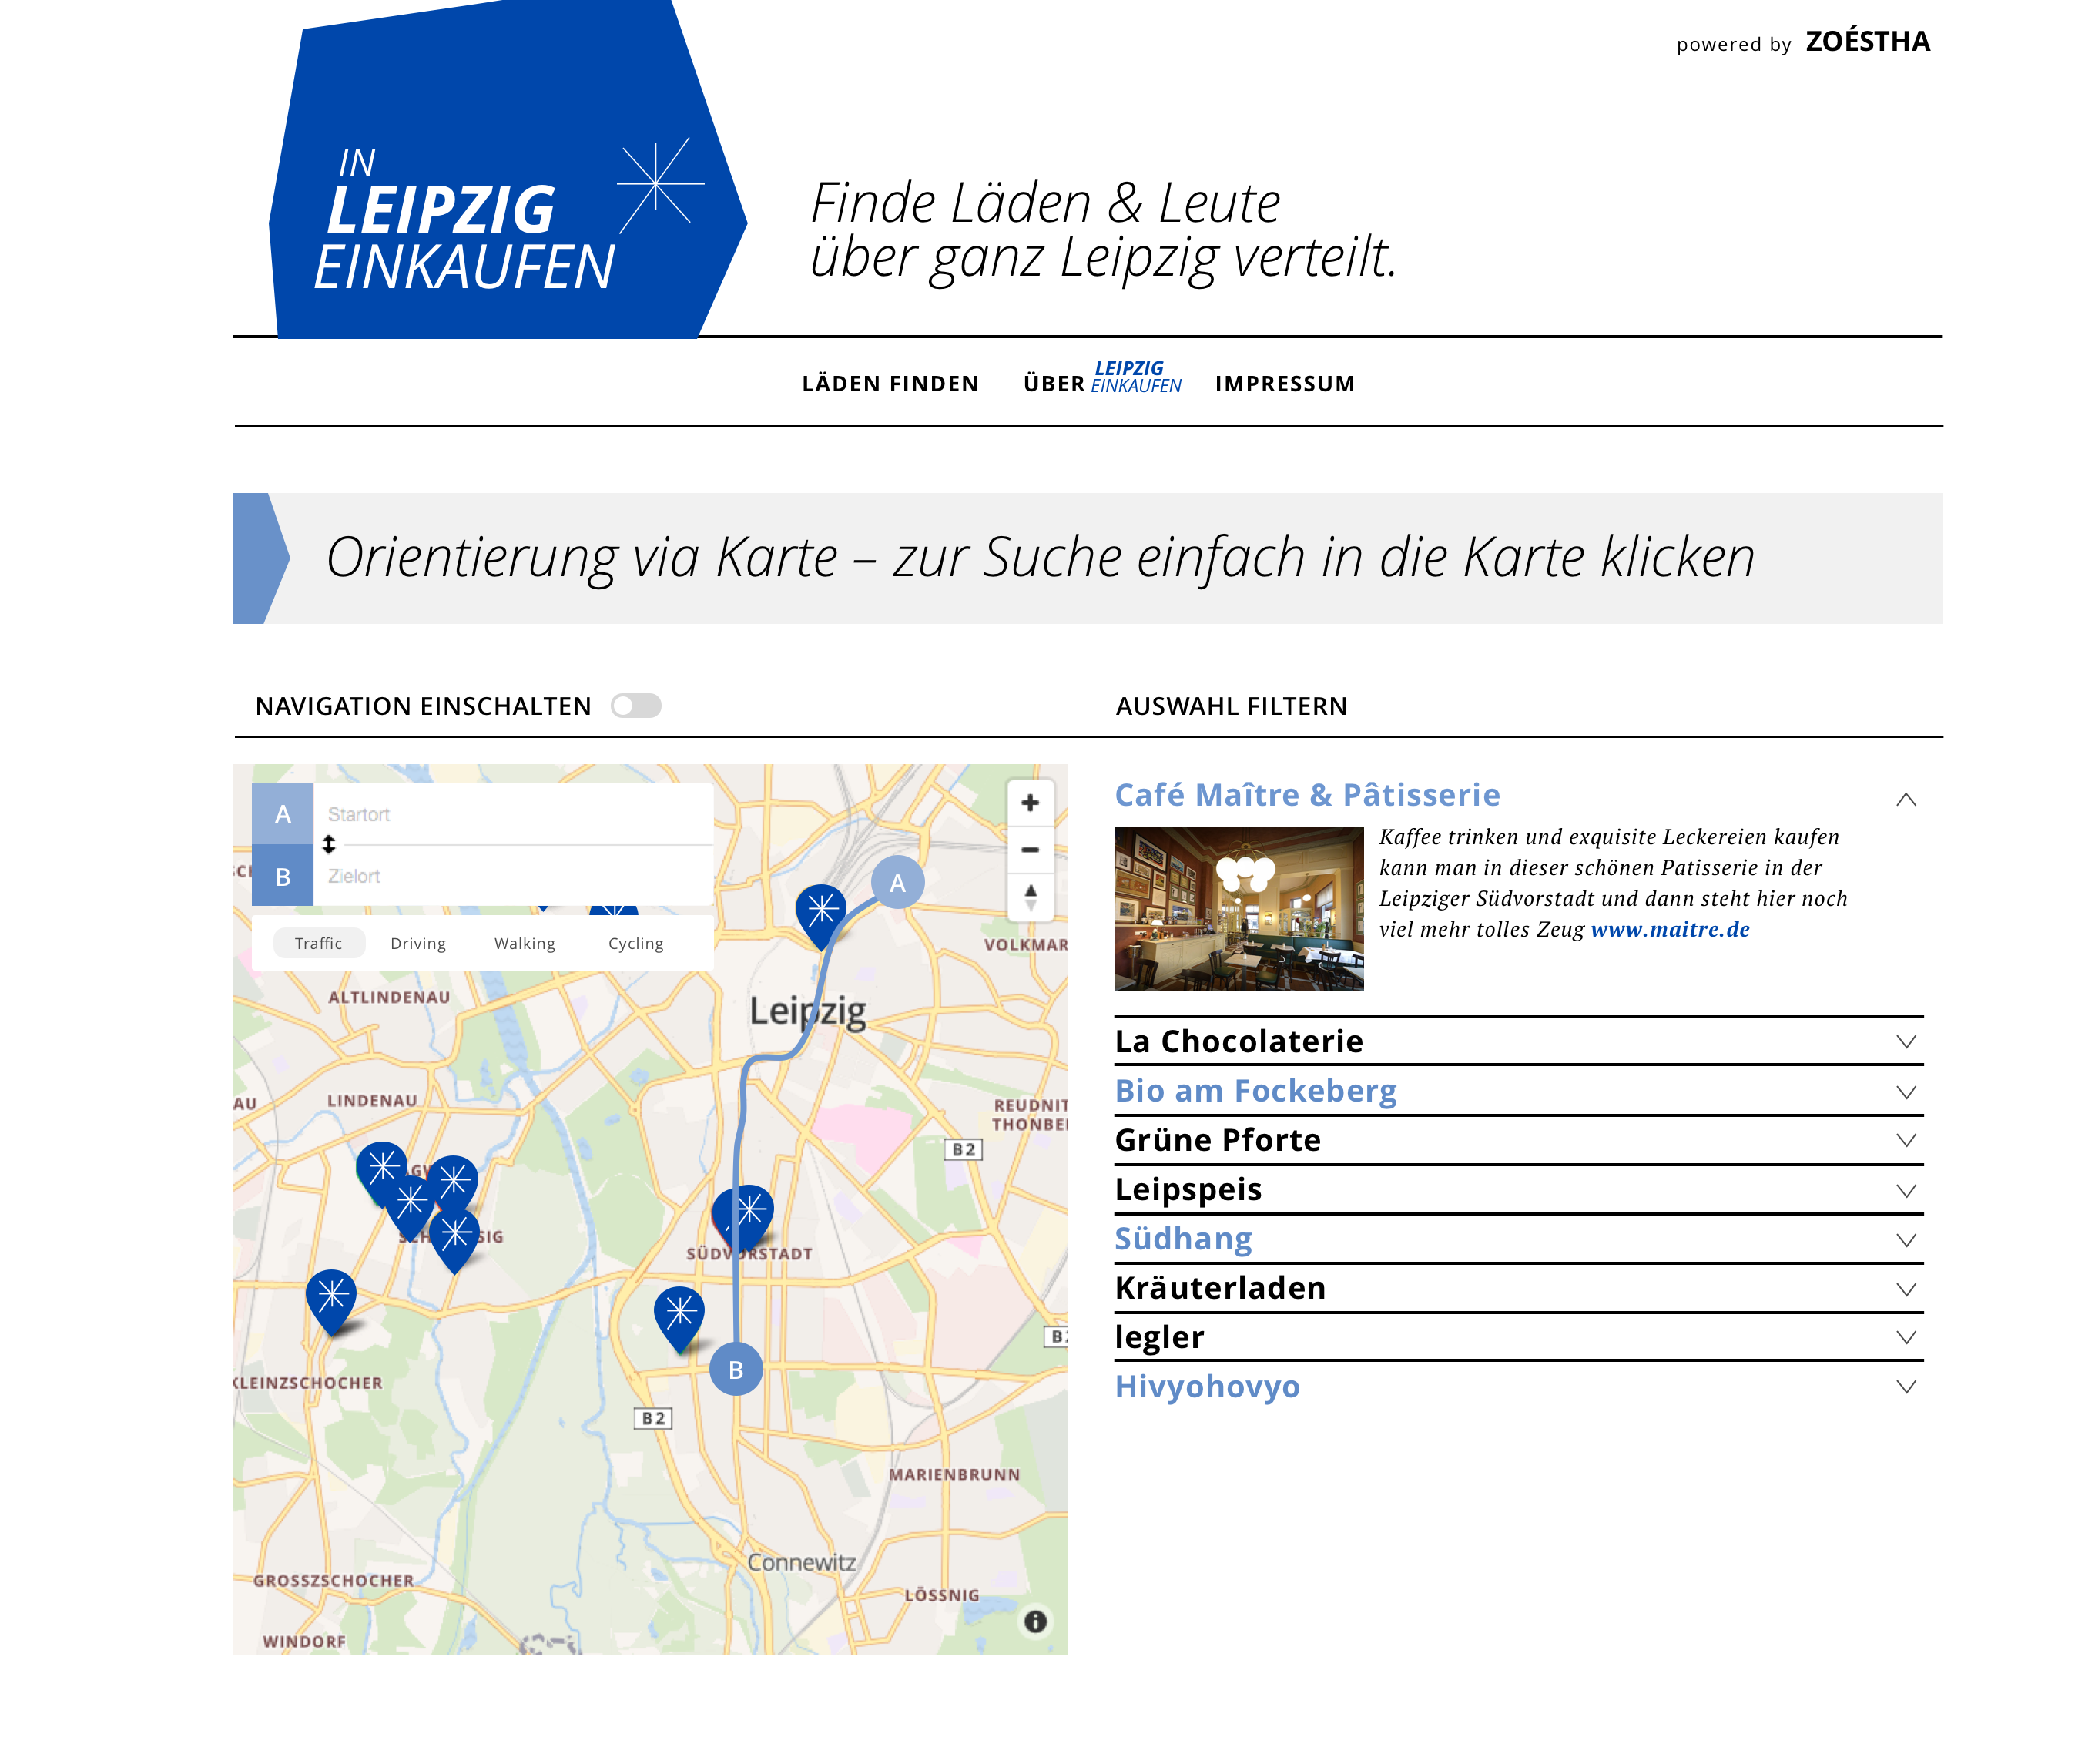 powered by ZOÉSTHA
IN
LEIPZIG
EINKAUFEN
Finde Läden & Leute
über ganz Leipzig verteilt.
LÄDEN FINDEN ÜBER LEIPZIG EINKAUFEN IMPRESSUM
Orientierung via Karte – zur Suche einfach in die Karte klicken
NAVIGATION EINSCHALTEN
AUSWAHL FILTERN
A Startort
B Zielort
Traffic Driving Walking Cycling
A
VOLKMAR
ALTLINDENAU
Leipzig
AU
LINDENAU
REUDNIT
THONBE
B 2
SÜDVORSTADT
B
KLEINZSCHOCHER
B 2
MARIENBRUNN
Connewitz
GROSSZSCHOCHER
LÖSSNIG
WINDORF
Café Maître & Pâtisserie
Kaffee trinken und exquisite Leckereien kaufen
kann man in dieser schönen Patisserie in der
Leipziger Südvorstadt und dann steht hier noch
viel mehr tolles Zeug www.maitre.de
La Chocolaterie
Bio am Fockeberg
Grüne Pforte
Leipspeis
Südhang
Kräuterladen
legler
Hivyohovyo